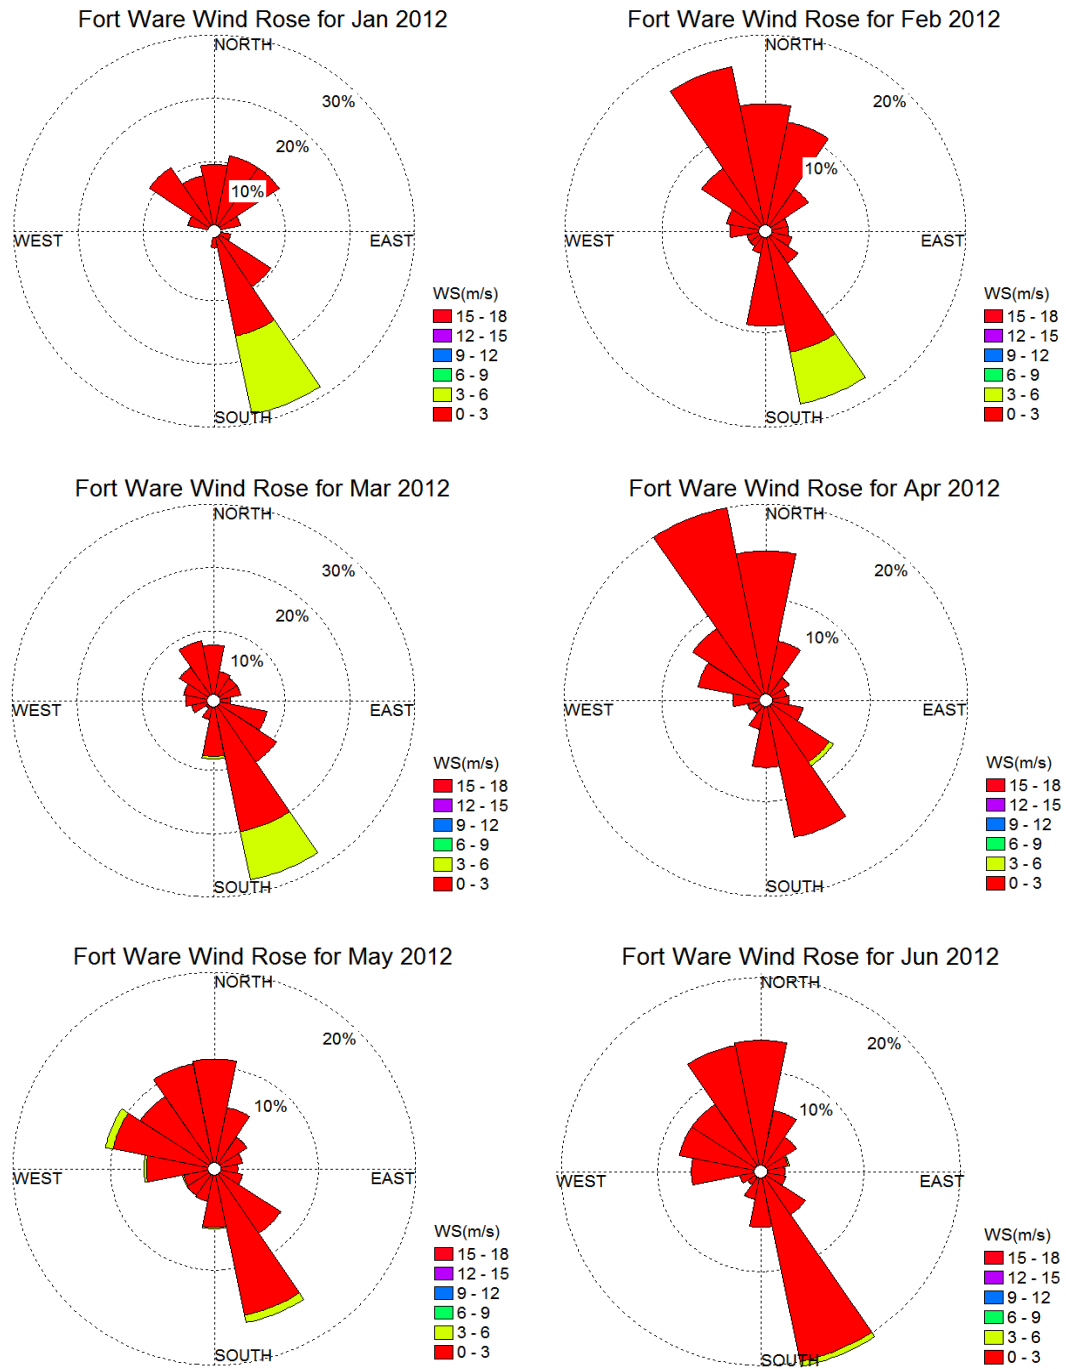 Fort Ware Wind Rose for Jan 2012
NORTH
30%
20%
10%
WEST
EAST
SOUTH
WS(m/s)
15 - 18
12 - 15
9 - 12
6 - 9
3 - 6
0 - 3
Fort Ware Wind Rose for Feb 2012
NORTH
20%
10%
WEST
EAST
SOUTH
WS(m/s)
15 - 18
12 - 15
9 - 12
6 - 9
3 - 6
0 - 3
Fort Ware Wind Rose for Mar 2012
NORTH
30%
20%
10%
WEST
EAST
SOUTH
WS(m/s)
15 - 18
12 - 15
9 - 12
6 - 9
3 - 6
0 - 3
Fort Ware Wind Rose for Apr 2012
NORTH
20%
10%
WEST
EAST
SOUTH
WS(m/s)
15 - 18
12 - 15
9 - 12
6 - 9
3 - 6
0 - 3
Fort Ware Wind Rose for May 2012
NORTH
20%
10%
WEST
EAST
SOUTH
WS(m/s)
15 - 18
12 - 15
9 - 12
6 - 9
3 - 6
0 - 3
Fort Ware Wind Rose for Jun 2012
NORTH
20%
10%
WEST
EAST
SOUTH
WS(m/s)
15 - 18
12 - 15
9 - 12
6 - 9
3 - 6
0 - 3